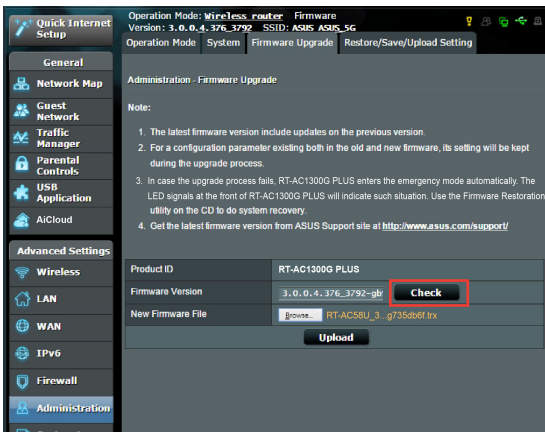 Quick Internet
Setup
Operation Mode: Wireless router Firmware
Version: 3.0.0.4.376_3792 SSID: ASUS ASUS_5G
Operation Mode System Firmware Upgrade Restore/Save/Upload Setting
General
Network Map
Guest
Network
Traffic
Manager
Parental
Controls
USB
Application
AiCloud
Advanced Settings
Wireless
LAN
WAN
IPv6
Firewall
Administration
Administration - Firmware Upgrade
Note:
1. The latest firmware version include updates on the previous version.
2. For a configuration parameter existing both in the old and new firmware, its setting will be kept
during the upgrade process.
3. In case the upgrade process fails, RT-AC1300G PLUS enters the emergency mode automatically. The
LED signals at the front of RT-AC1300G PLUS will indicate such situation. Use the Firmware Restoration
utility on the CD to do system recovery.
4. Get the latest firmware version from ASUS Support site at http://www.asus.com/support/
Product ID RT-AC1300G PLUS
Firmware Version 3.0.0.4.376_3792-gb Check
New Firmware File Browse... RT-AC58U_3...g735db6f.trx
Upload